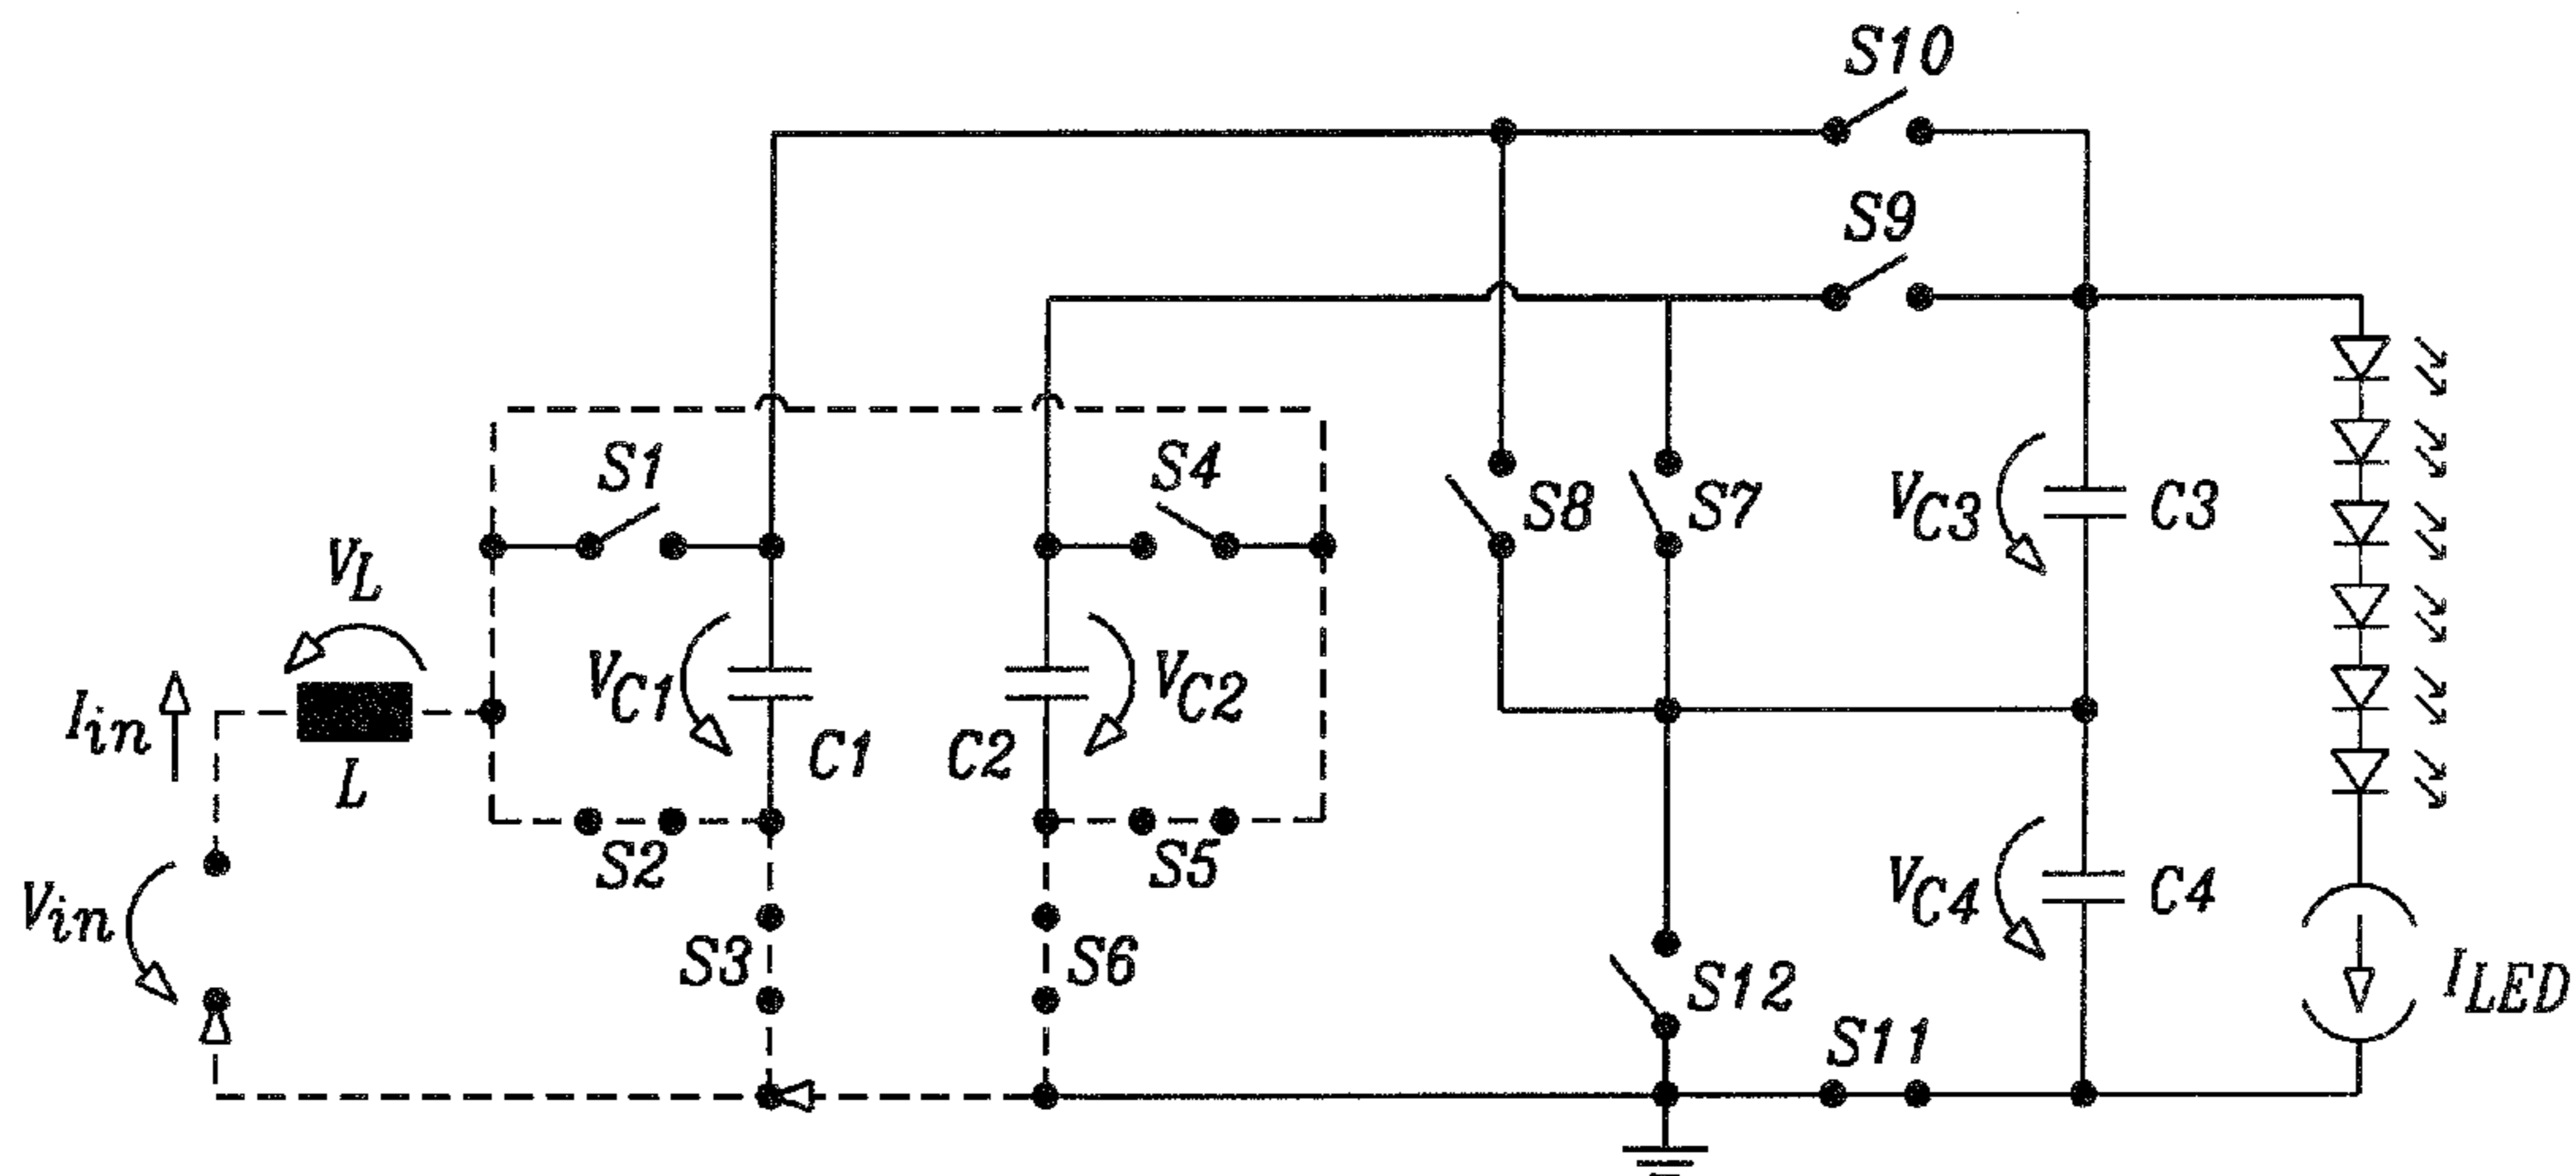 S10
S9
S1
S4
S8
S7
VC3
C3
VL
VC1
C1
C2
VC2
Iin
L
S2
S5
Vin
S3
S6
VC4
C4
S12
S11
ILED